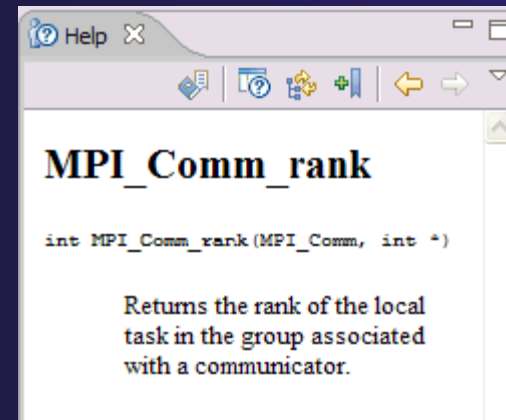 Help
MPI_Comm_rank
int MPI_Comm_rank(MPI_Comm, int *)
Returns the rank of the local
task in the group associated
with a communicator.